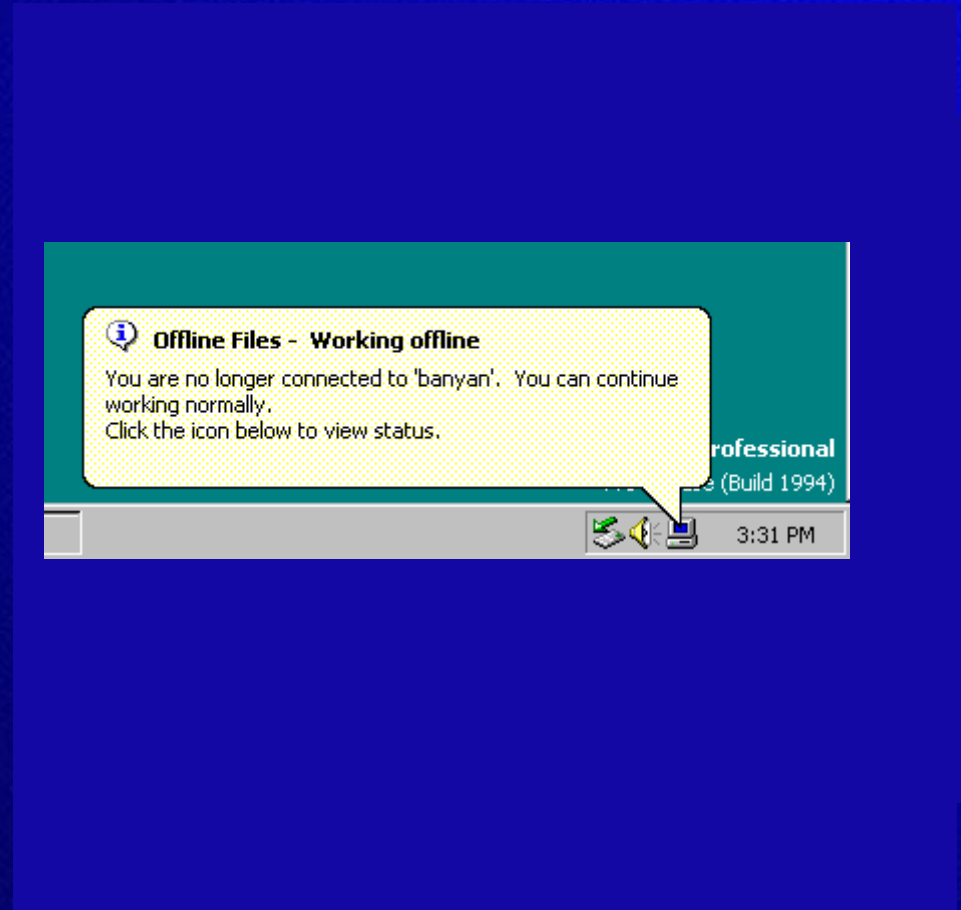 Offline Files -  Working offline
You are no longer connected to 'banyan'.  You can continue
working normally.
Click the icon below to view status.
rofessional
(Build 1994)
3:31 PM